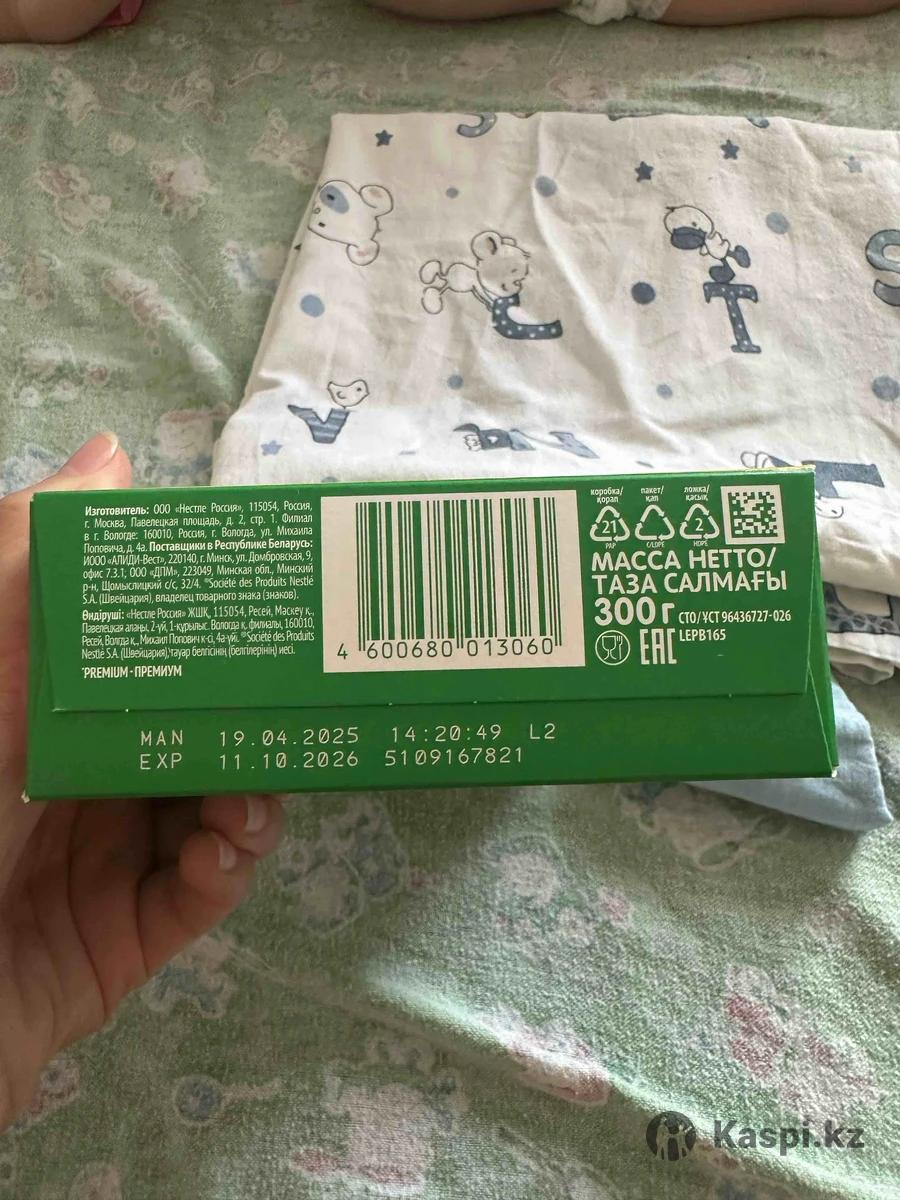 Изготовитель: ООО «Нестле Россия», 115054, Россия,
г. Москва, Павелецкая площадь, д. 2, стр. 1. Филиал
в г. Вологде: 160010, Россия, г. Вологда, ул. Михаила
Поповича, д. 4а. Поставщики в Республике Беларусь:
ИООО «АЛИДИ-Вест», 220140, г. Минск, ул. Домбровская, 9,
офис 7.3.1; ООО «ДПМ», 223049, Минская обл., Минский
р-н, Щомыслицкий с/с, 32/4. ®Société des Produits Nestlé
S.A. (Швейцария), владелец товарного знака (знаков).
Өндіруші: «Нестле Россия» ЖШҚ, 115054, Ресей, Мәскеу қ.,
Павелецкая алаңы, 2-үй, 1-құрылыс. Вологда қ. филиалы, 160010,
Ресей, Волгда қ., Михаил Попович к-сі, 4а-үйі. ®Société des Produits
Nestlé S.A. (Швейцария), тауар белгісінің (белгілерінің) иесі.
*PREMIUM - ПРЕМИУМ
4 600680 013060
коробка/ қорап
21
PAP
пакет/ қап
C/LDPE
ложка/ қасық
2
HDPE
МАССА НЕТТО/
ТАЗА САЛМАҒЫ
300 г СТО/ҰСТ 96436727-026
LEPB165
EAC
MAN 19.04.2025 14:20:49 L2
EXP 11.10.2026 5109167821
Kaspi.kz